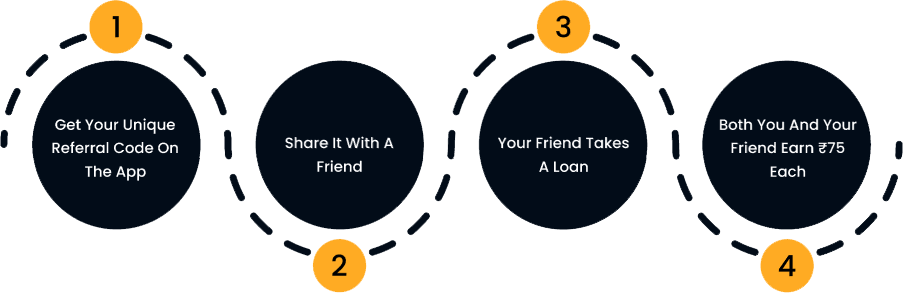 1
Get Your Unique
Referral Code On
The App
2
Share It With A
Friend
3
Your Friend Takes
A Loan
4
Both You And Your
Friend Earn ₹75
Each